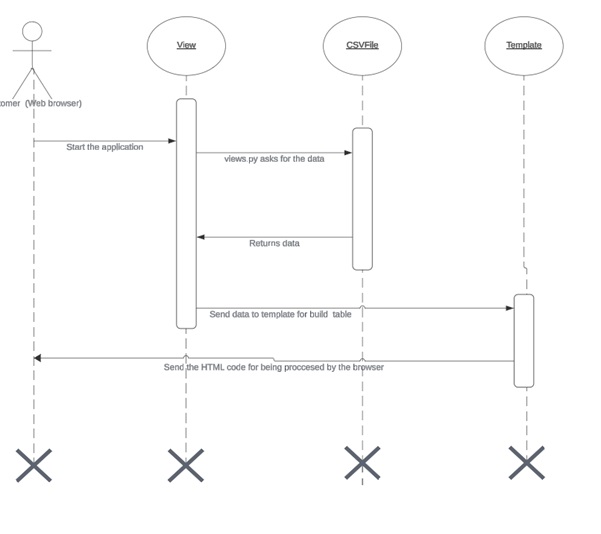 View
CSVFile
Template
tomer (Web browser)
Start the application
views.py asks for the data
Returns data
Send data to template for build table
Send the HTML code for being proccesed by the browser